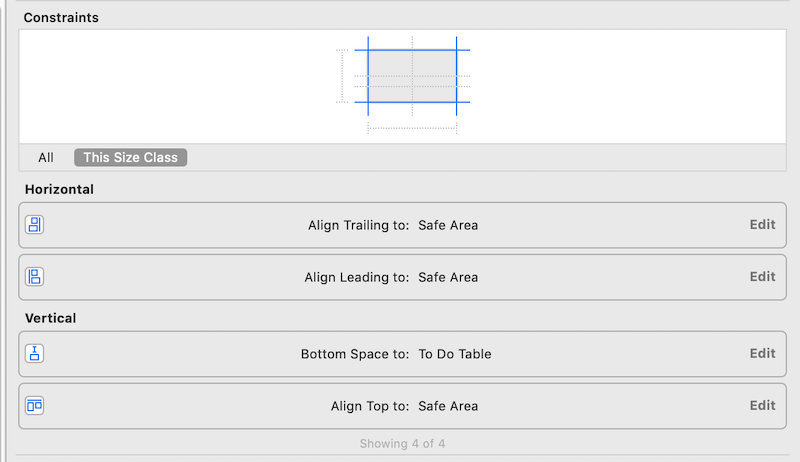 Constraints
All This Size Class
Horizontal
Align Trailing to: Safe Area Edit
Align Leading to: Safe Area Edit
Vertical
Bottom Space to: To Do Table Edit
Align Top to: Safe Area Edit
Showing 4 of 4